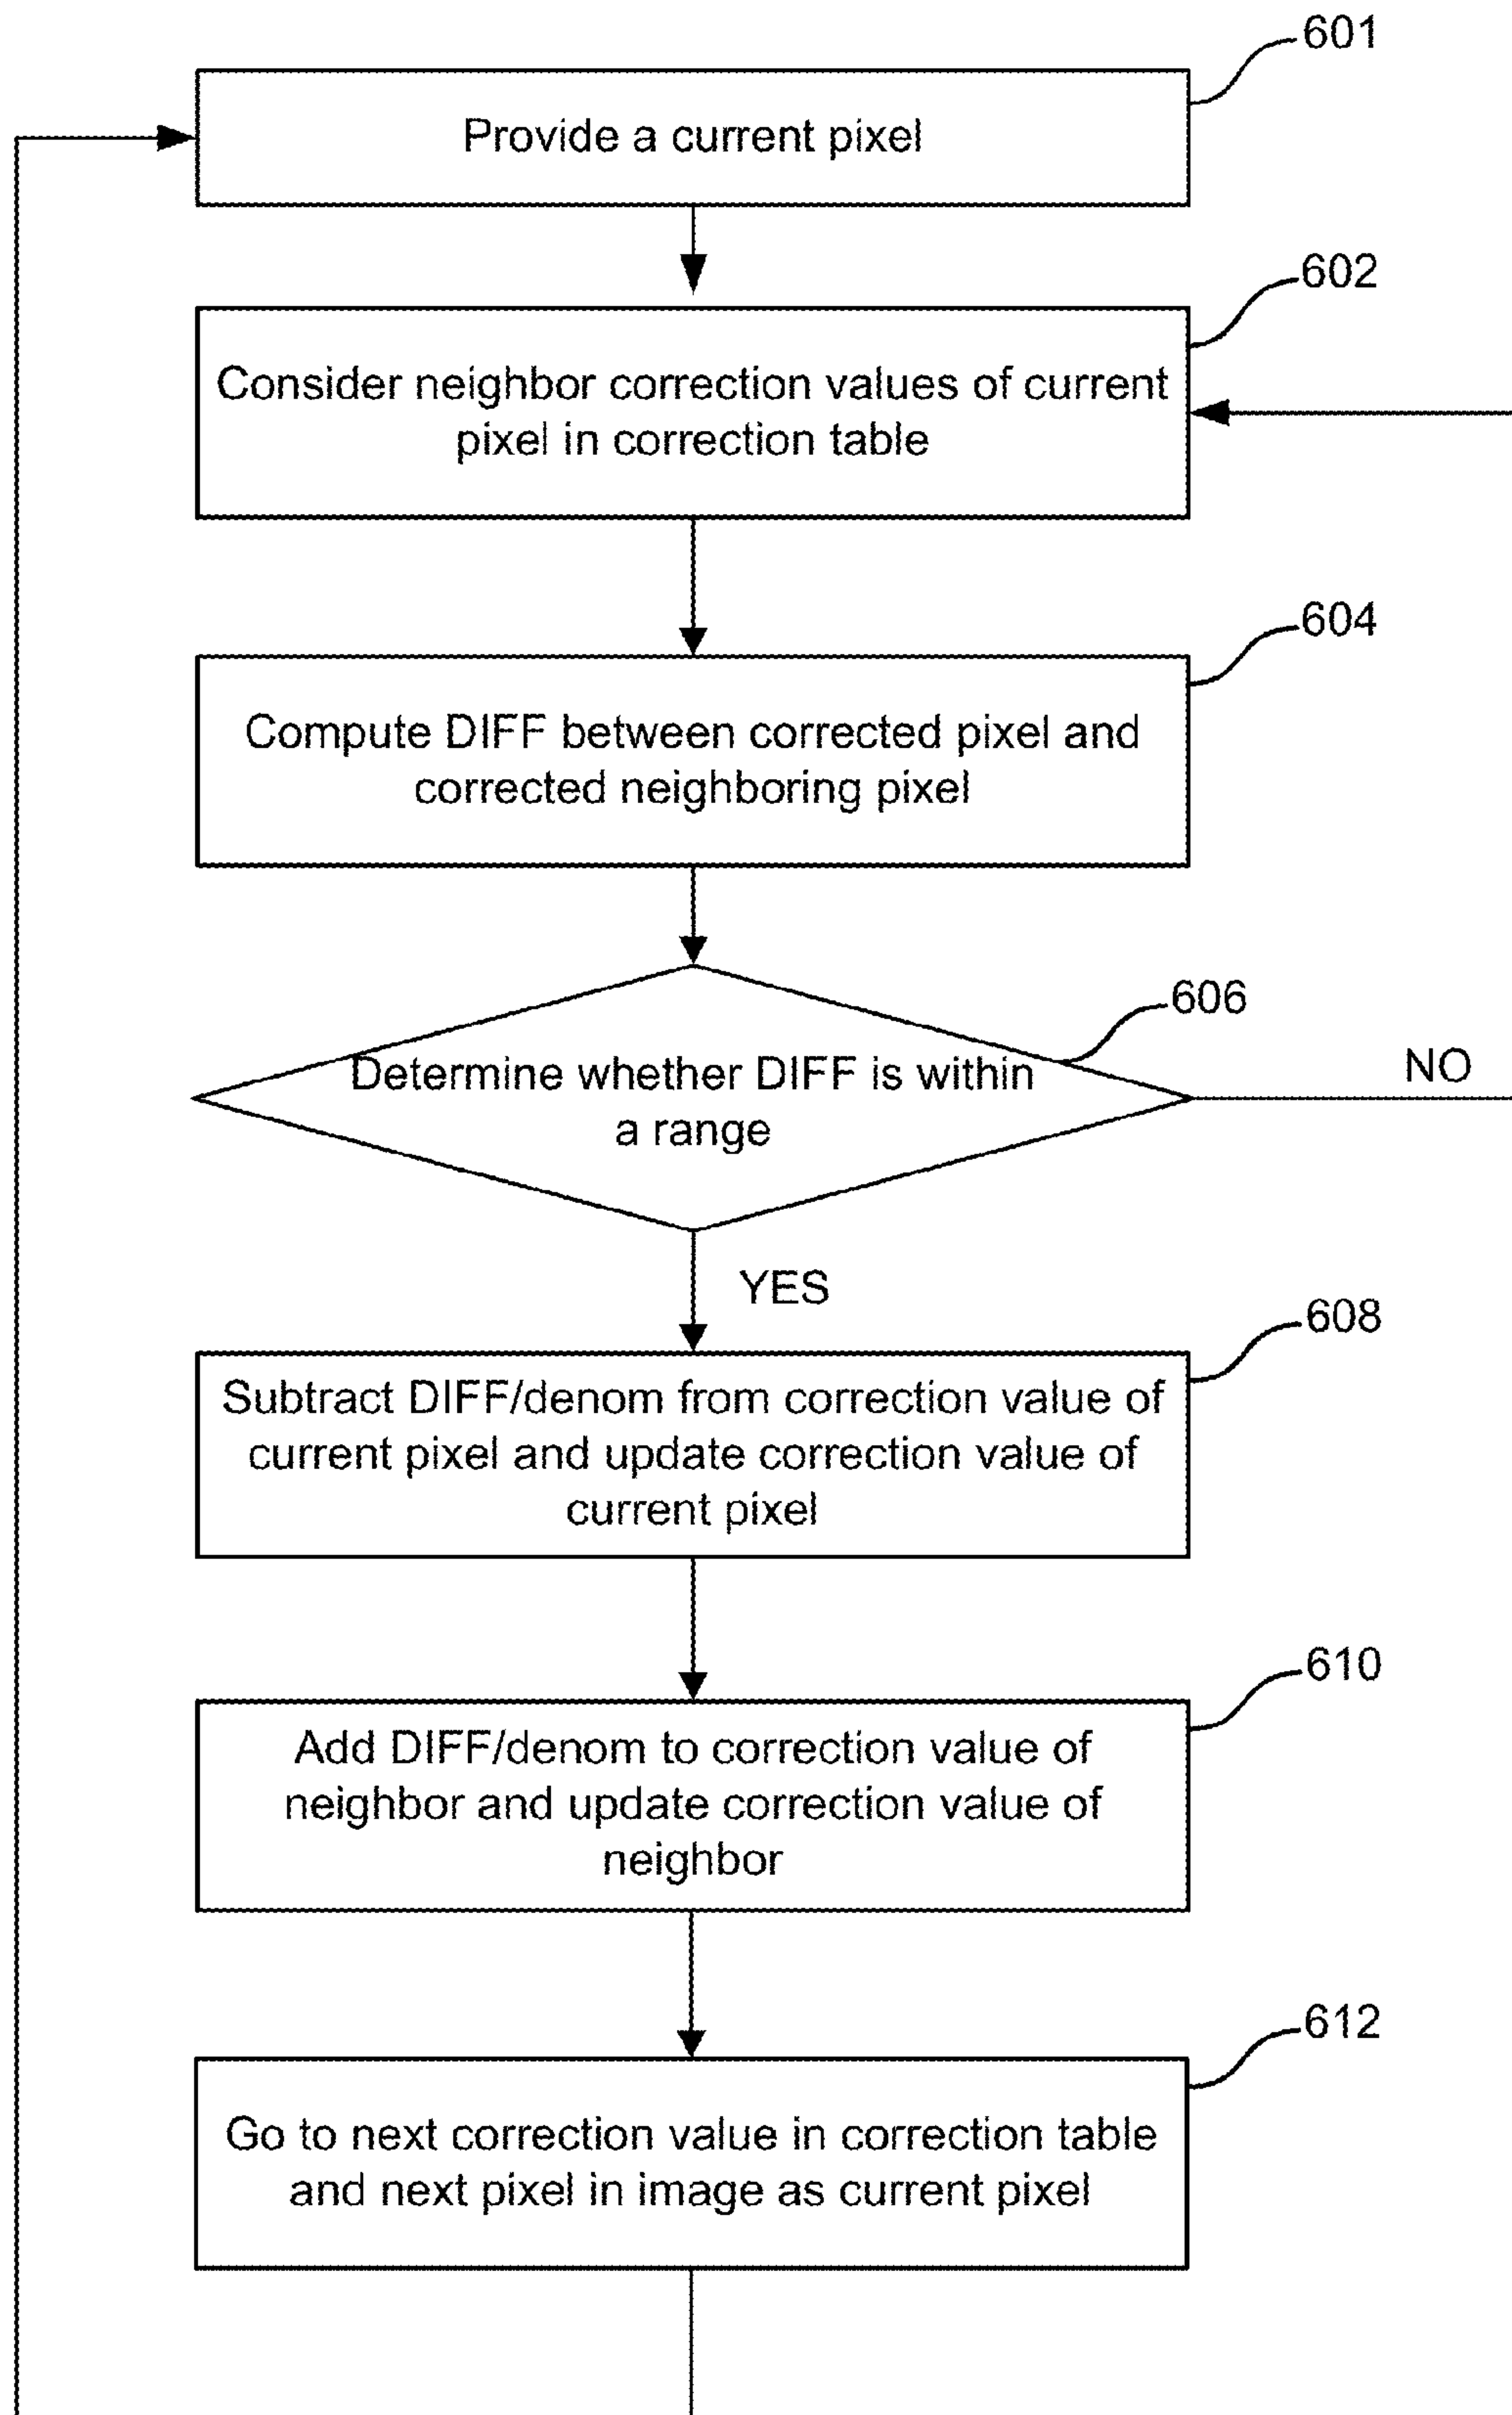 601
Provide a current pixel
602
Consider neighbor correction values of current
pixel in correction table
604
Compute DIFF between corrected pixel and
corrected neighboring pixel
606
Determine whether DIFF is within
a range
NO
YES
608
Subtract DIFF/denom from correction value of
current pixel and update correction value of
current pixel
610
Add DIFF/denom to correction value of
neighbor and update correction value of
neighbor
612
Go to next correction value in correction table
and next pixel in image as current pixel